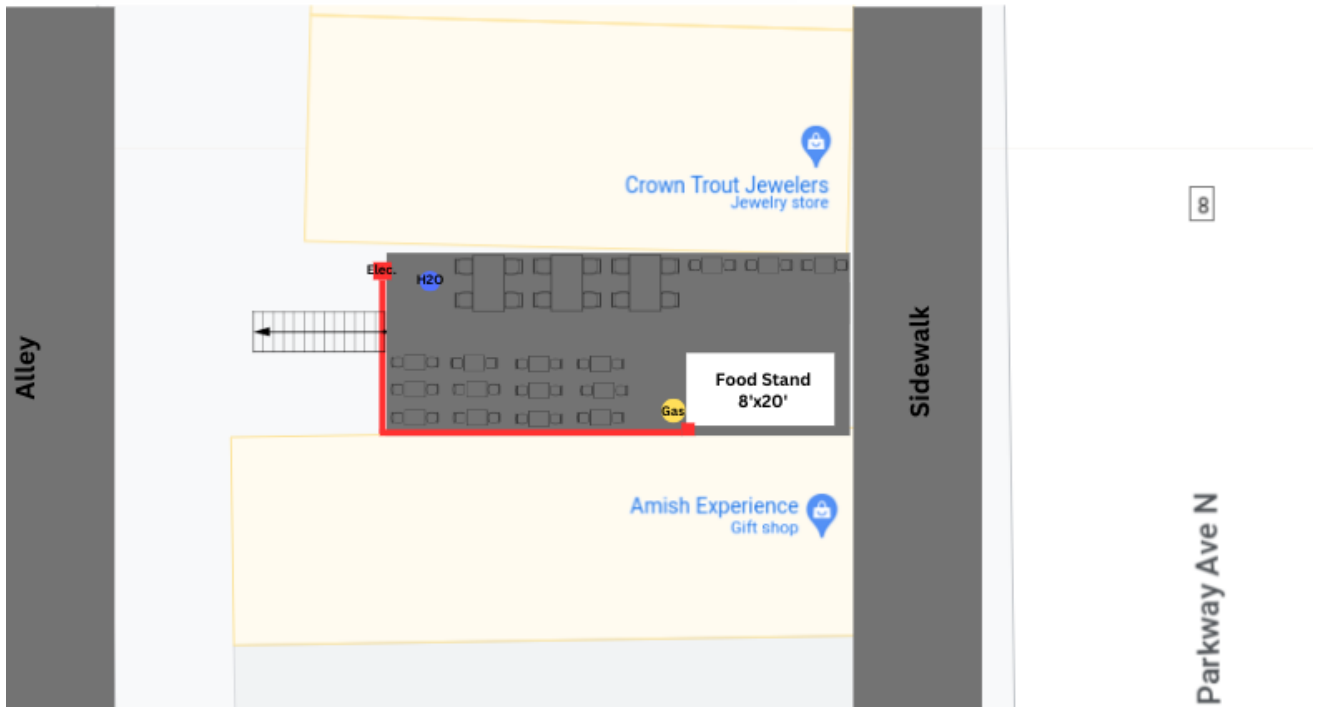 Crown Trout Jewelers
Jewelry store
8
Elec.
H2O
Alley
Sidewalk
Food Stand
8'x20'
Gas
Amish Experience
Gift shop
Parkway Ave N